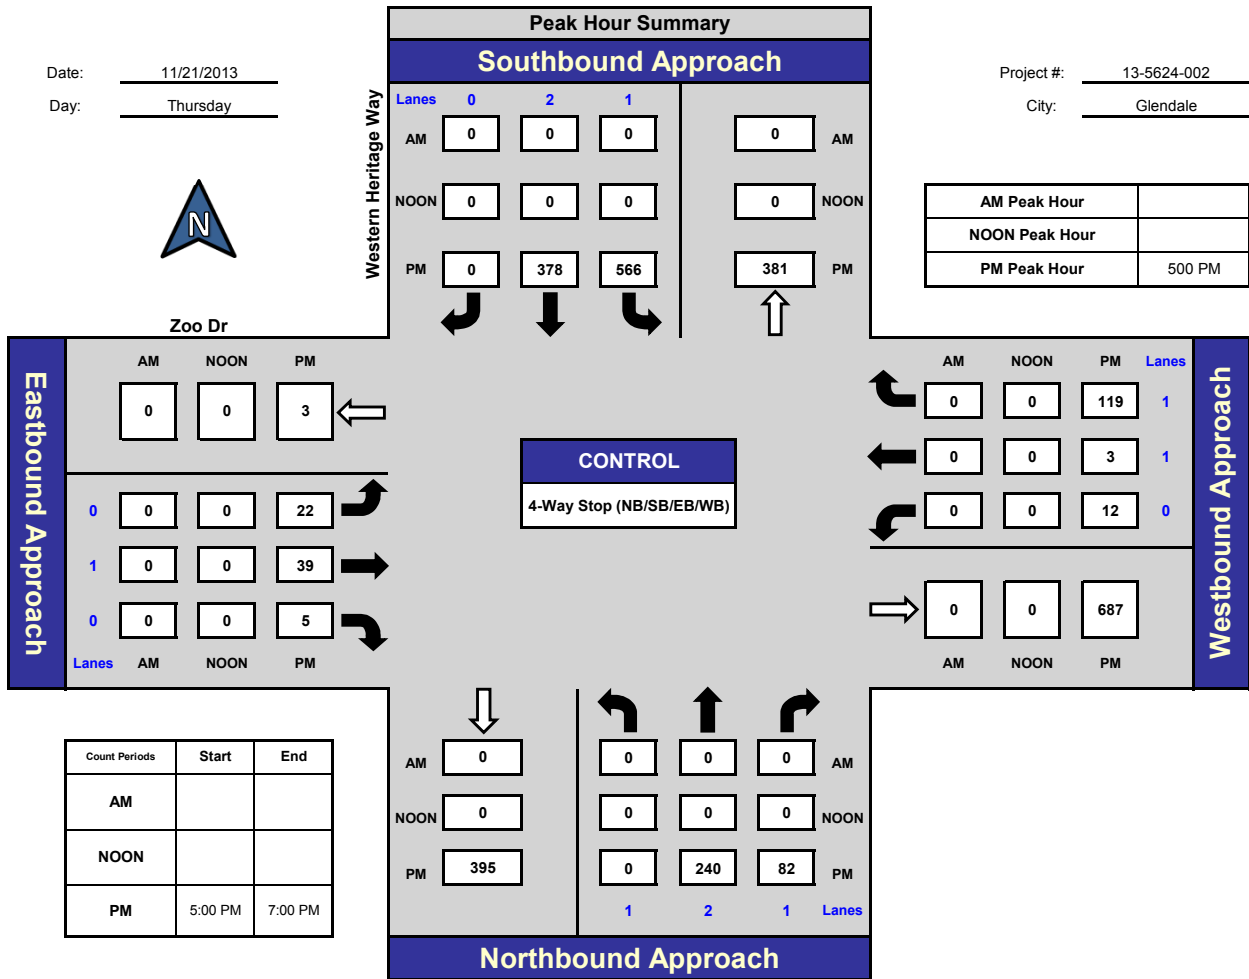 Peak Hour Summary
Southbound Approach
Date: 11/21/2013
Day: Thursday
Project #: 13-5624-002
City: Glendale
N
Western Heritage Way
Lanes 0 2 1
AM 0 0 0 0 AM
NOON 0 0 0 0 NOON
PM 0 378 566 381 PM
AM Peak Hour
NOON Peak Hour
PM Peak Hour 500 PM
Zoo Dr
Eastbound Approach
AM NOON PM
0 0 3
0 0 0 22
1 0 0 39
0 0 0 5
Lanes AM NOON PM
CONTROL
4-Way Stop (NB/SB/EB/WB)
AM NOON PM Lanes
0 0 119 1
0 0 3 1
0 0 12 0
0 0 687
AM NOON PM
Westbound Approach
Count Periods Start End
AM
NOON
PM 5:00 PM 7:00 PM
AM 0 0 0 0 AM
NOON 0 0 0 0 NOON
PM 395 0 240 82 PM
1 2 1 Lanes
Northbound Approach